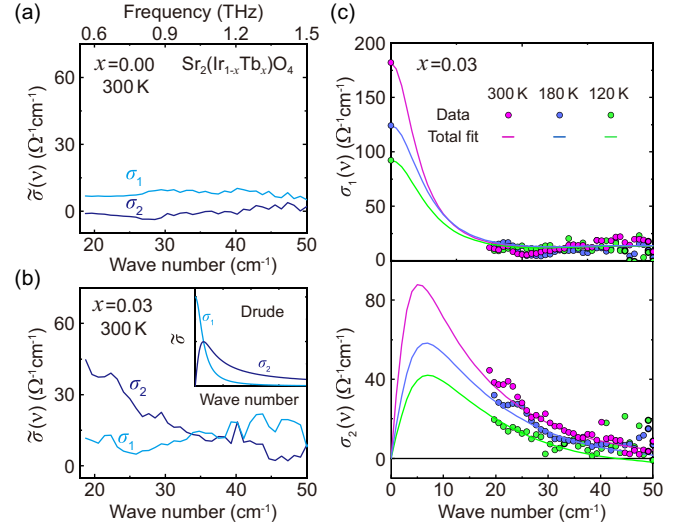 (a)
Frequency (THz)
0.6 0.9 1.2 1.5
x=0.00 Sr₂(Ir₁₋ₓTbₓ)O₄
300 K
σ₁
σ₂
60
30
0
σ̃(ν) (Ω⁻¹cm⁻¹)
20 30 40 50
Wave number (cm⁻¹)
(b)
x=0.03
300 K
σ₂
σ₁
60
30
0
σ̃(ν) (Ω⁻¹cm⁻¹)
20 30 40 50
Wave number (cm⁻¹)
Drude
σ₁
σ₂
σ̃
Wave number
(c)
x=0.03
300 K 180 K 120 K
Data
Total fit
200
150
100
50
0
σ₁(ν) (Ω⁻¹cm⁻¹)
80
40
0
σ₂(ν) (Ω⁻¹cm⁻¹)
0 10 20 30 40 50
Wave number (cm⁻¹)